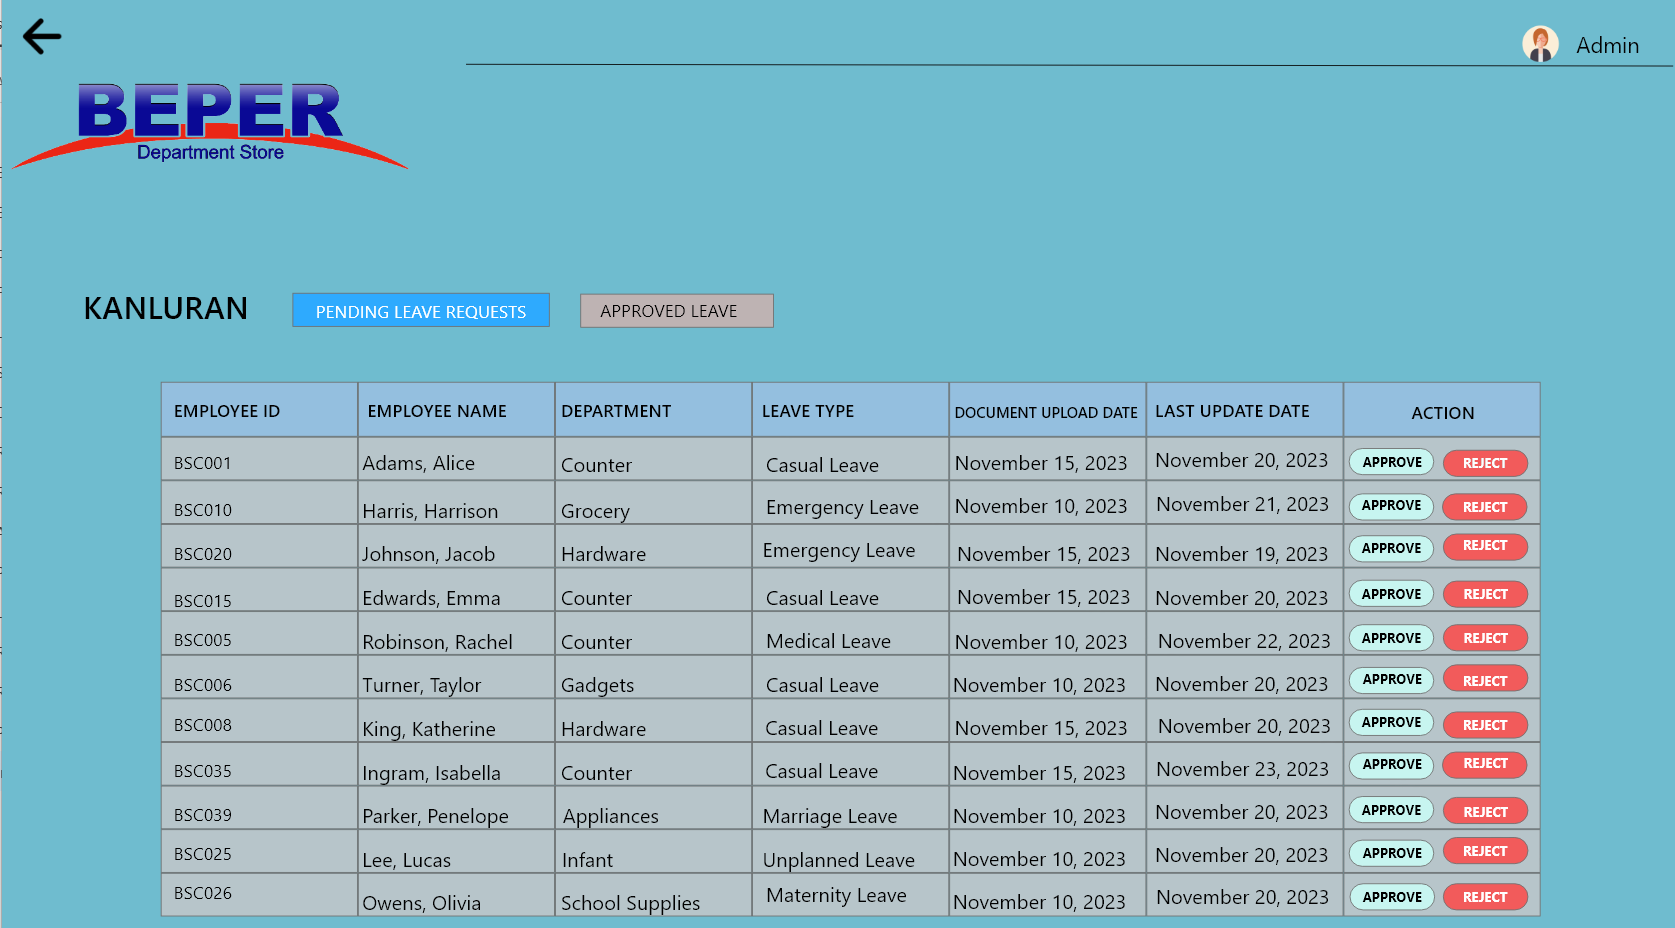 Admin
BEPER
Department Store
KANLURAN PENDING LEAVE REQUESTS APPROVED LEAVE
EMPLOYEE ID EMPLOYEE NAME DEPARTMENT LEAVE TYPE DOCUMENT UPLOAD DATE LAST UPDATE DATE ACTION
BSC001 Adams, Alice Counter Casual Leave November 15, 2023 November 20, 2023 APPROVE REJECT
BSC010 Harris, Harrison Grocery Emergency Leave November 10, 2023 November 21, 2023 APPROVE REJECT
BSC020 Johnson, Jacob Hardware Emergency Leave November 15, 2023 November 19, 2023 APPROVE REJECT
BSC015 Edwards, Emma Counter Casual Leave November 15, 2023 November 20, 2023 APPROVE REJECT
BSC005 Robinson, Rachel Counter Medical Leave November 10, 2023 November 22, 2023 APPROVE REJECT
BSC006 Turner, Taylor Gadgets Casual Leave November 10, 2023 November 20, 2023 APPROVE REJECT
BSC008 King, Katherine Hardware Casual Leave November 15, 2023 November 20, 2023 APPROVE REJECT
BSC035 Ingram, Isabella Counter Casual Leave November 15, 2023 November 23, 2023 APPROVE REJECT
BSC039 Parker, Penelope Appliances Marriage Leave November 10, 2023 November 20, 2023 APPROVE REJECT
BSC025 Lee, Lucas Infant Unplanned Leave November 10, 2023 November 20, 2023 APPROVE REJECT
BSC026 Owens, Olivia School Supplies Maternity Leave November 10, 2023 November 20, 2023 APPROVE REJECT